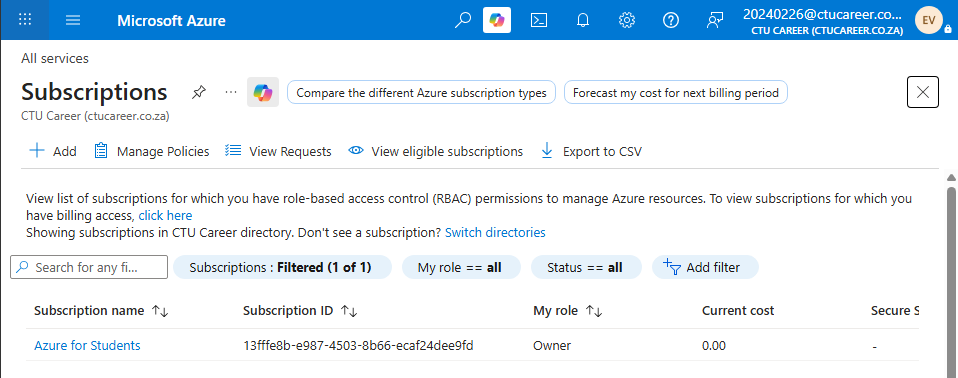 Microsoft Azure
20240226@ctucareer.co...
CTU CAREER (CTUCAREER.CO.ZA)
EV
All services
Subscriptions
...
Compare the different Azure subscription types
Forecast my cost for next billing period
CTU Career (ctucareer.co.za)
Add
Manage Policies
View Requests
View eligible subscriptions
Export to CSV
View list of subscriptions for which you have role-based access control (RBAC) permissions to manage Azure resources. To view subscriptions for which you
have billing access, click here
Showing subscriptions in CTU Career directory. Don't see a subscription? Switch directories
Search for any fi...
Subscriptions : Filtered (1 of 1)
My role == all
Status == all
Add filter
Subscription name
Subscription ID
My role
Current cost
Secure S
Azure for Students
13fffe8b-e987-4503-8b66-ecaf24dee9fd
Owner
0.00
-